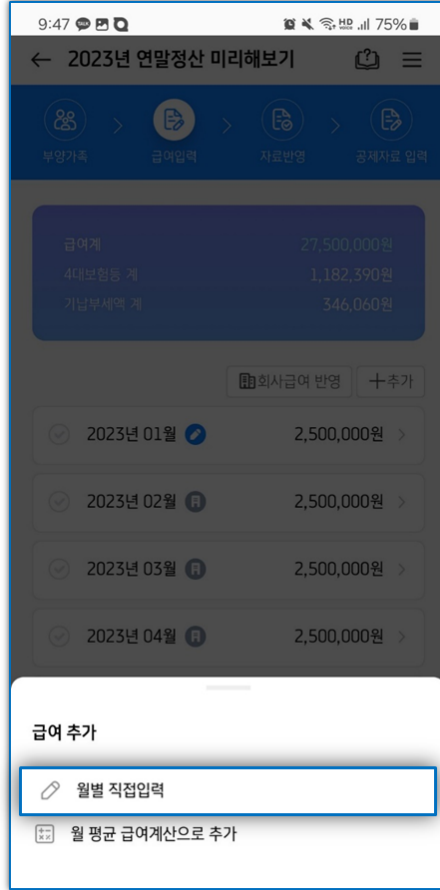 9:47 75%
← 2023년 연말정산 미리해보기
부양가족 > 급여입력 > 자료반영 > 공제자료 입력
급여계 27,500,000원
4대보험등 계 1,182,390원
기납부세액 계 346,060원
회사급여 반영 +추가
2023년 01월 2,500,000원 >
2023년 02월 2,500,000원 >
2023년 03월 2,500,000원 >
2023년 04월 2,500,000원 >
급여 추가
월별 직접입력
월 평균 급여계산으로 추가